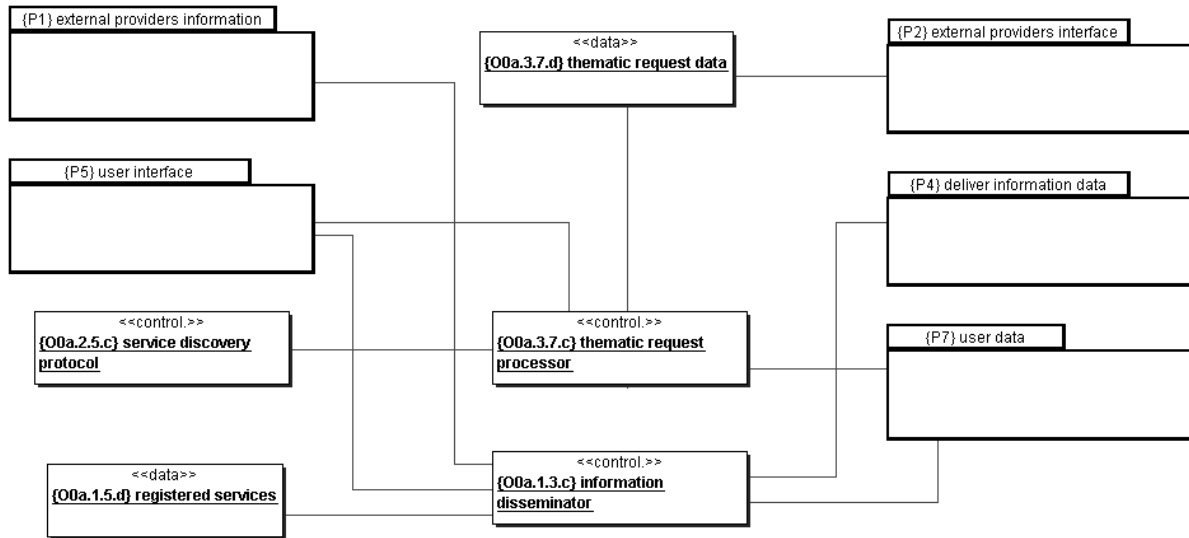 {P1} external providers information
<<data>>
{O0a.3.7.d} thematic request data
{P2} external providers interface
{P5} user interface
{P4} deliver information data
<<control.>>
{O0a.2.5.c} service discovery
protocol
<<control.>>
{O0a.3.7.c} thematic request
processor
{P7} user data
<<data>>
{O0a.1.5.d} registered services
<<control.>>
{O0a.1.3.c} information
disseminator